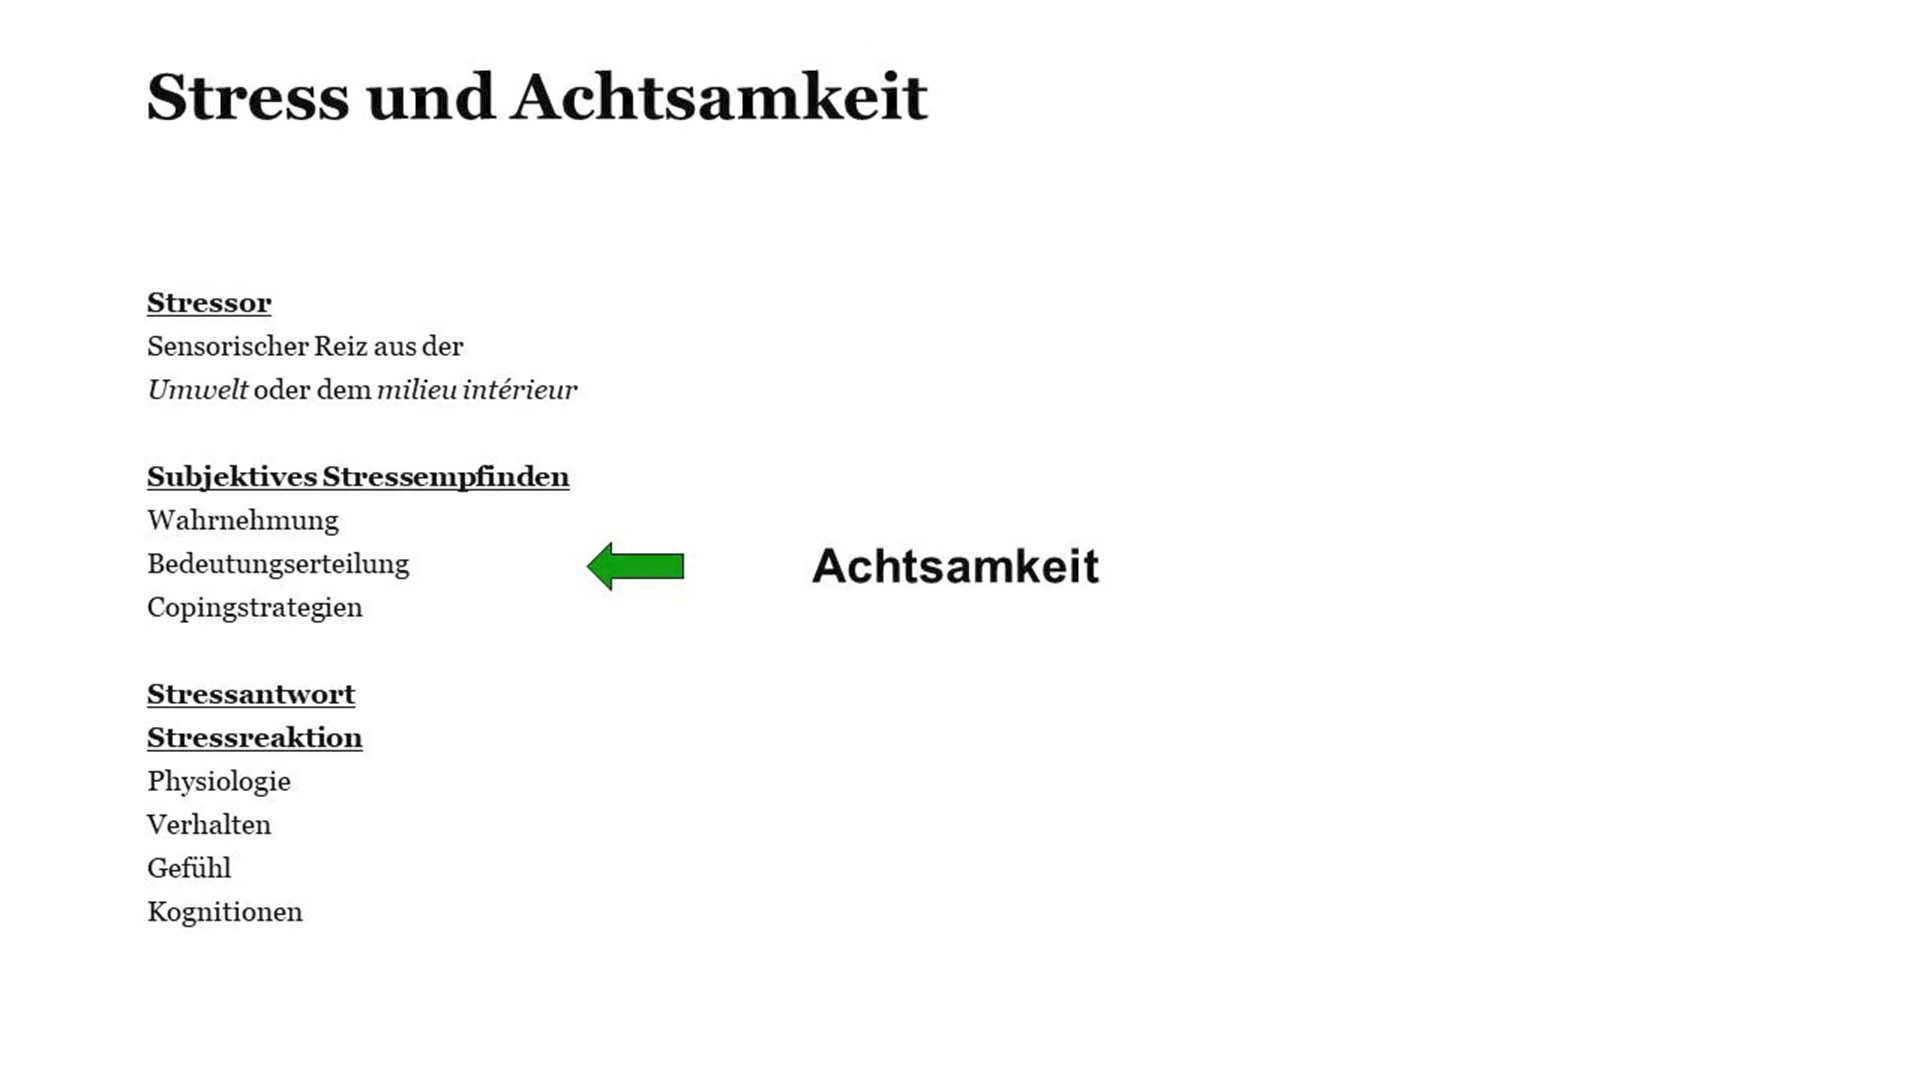 Stress und Achtsamkeit
Stressor
Sensorischer Reiz aus der
Umwelt oder dem milieu intérieur
Subjektives Stressempfinden
Wahrnehmung
Bedeutungserteilung
Copingstrategien
Achtsamkeit
Stressantwort
Stressreaktion
Physiologie
Verhalten
Gefühl
Kognitionen